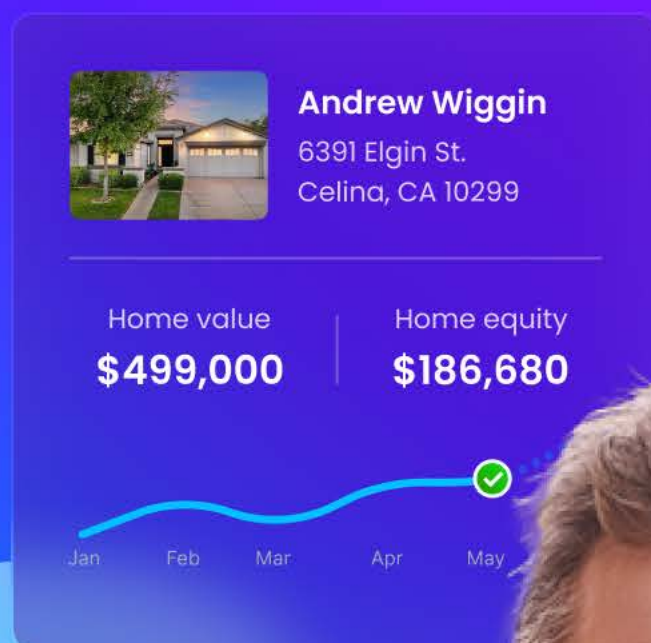 Andrew Wiggin
6391 Elgin St.
Celina, CA 10299
Home value
$499,000
Home equity
$186,680
Jan Feb Mar Apr May